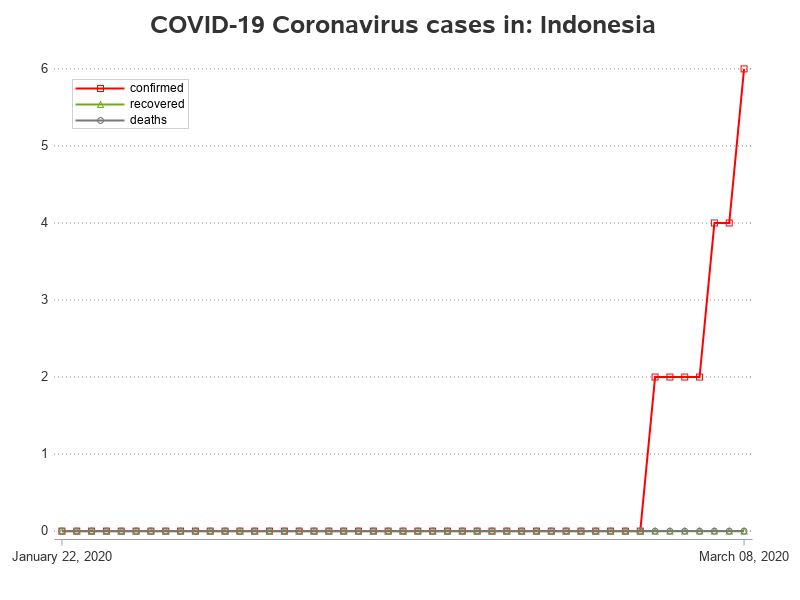 COVID-19 Coronavirus cases in: Indonesia
6
confirmed
recovered
deaths
5
4
3
2
1
0
January 22, 2020
March 08, 2020